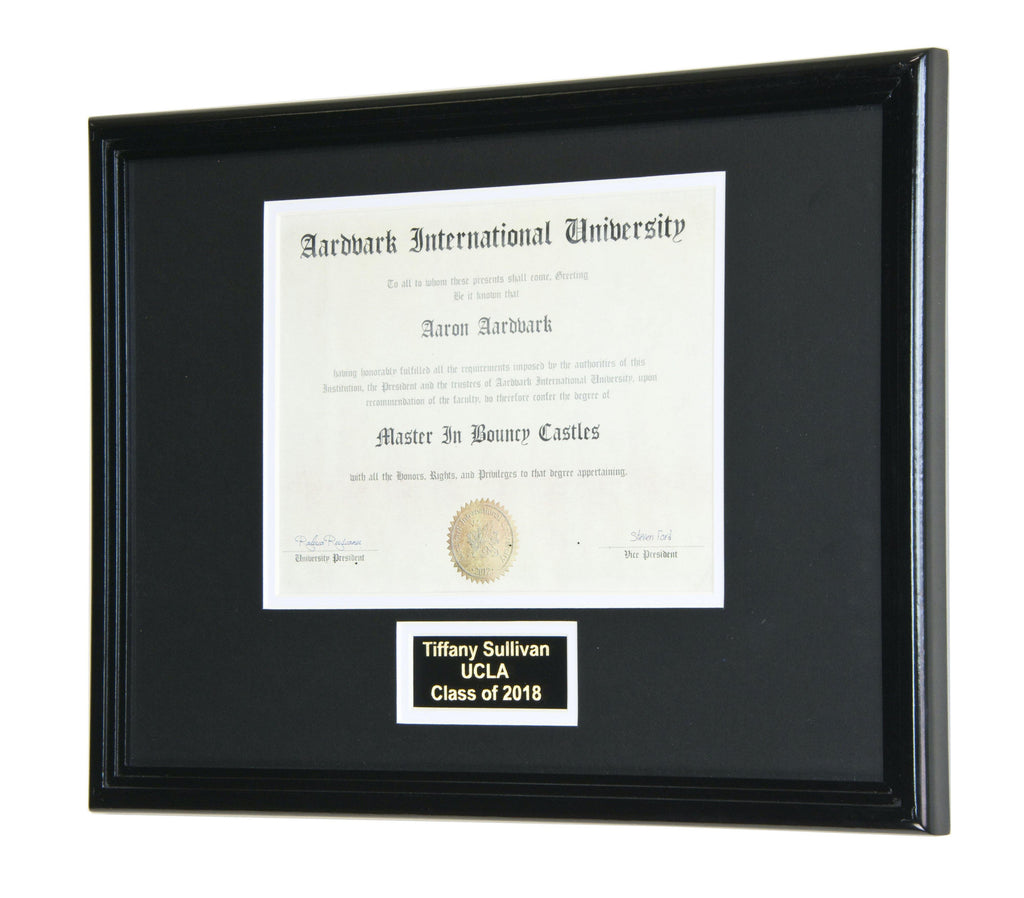 Aardvark International University
To all to whom these presents shall come, Greeting
Be it known that
Aaron Aardvark
having honorably fulfilled all the requirements imposed by the authorities of this
Institution, the President and the trustees of Aardvark International University, upon
recommendation of the faculty, do therefore confer the degree of
Master In Bouncy Castles
with all the Honors, Rights, and Privileges to that degree appertaining.
Steven Ford
University President
Vice President
Tiffany Sullivan
UCLA
Class of 2018